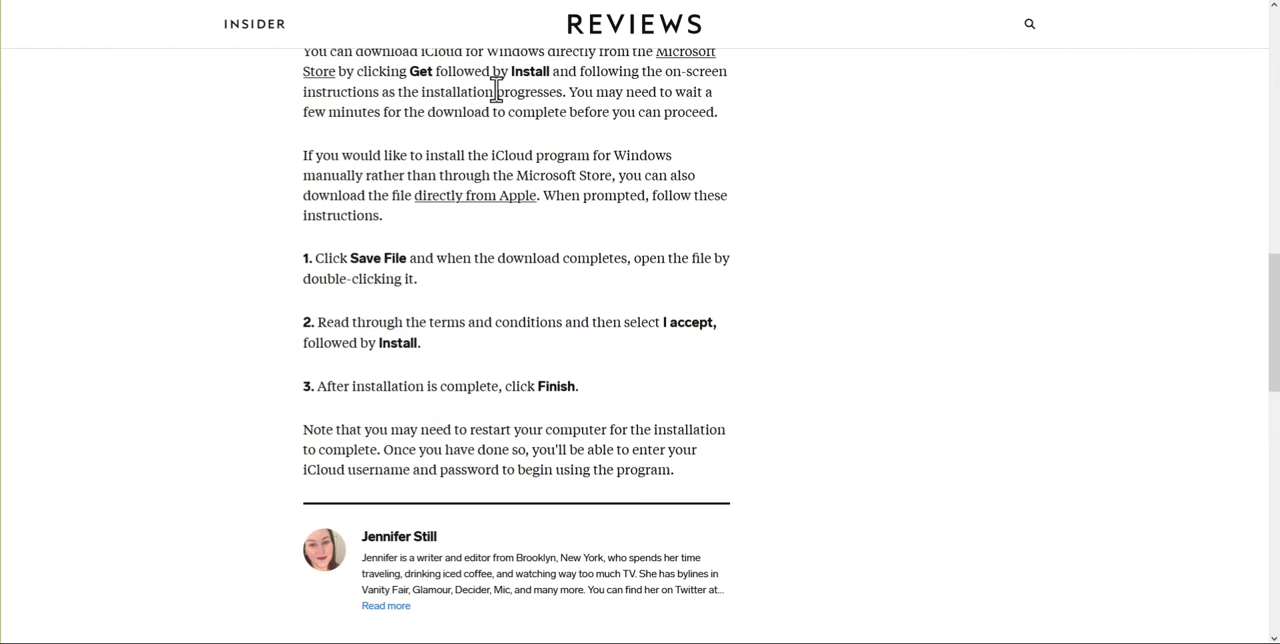 INSIDER
REVIEWS
You can download iCloud for Windows directly from the Microsoft
Store by clicking Get followed by Install and following the on-screen
instructions as the installation progresses. You may need to wait a
few minutes for the download to complete before you can proceed.
If you would like to install the iCloud program for Windows
manually rather than through the Microsoft Store, you can also
download the file directly from Apple. When prompted, follow these
instructions.
1. Click Save File and when the download completes, open the file by
double-clicking it.
2. Read through the terms and conditions and then select I accept,
followed by Install.
3. After installation is complete, click Finish.
Note that you may need to restart your computer for the installation
to complete. Once you have done so, you'll be able to enter your
iCloud username and password to begin using the program.
Jennifer Still
Jennifer is a writer and editor from Brooklyn, New York, who spends her time
traveling, drinking iced coffee, and watching way too much TV. She has bylines in
Vanity Fair, Glamour, Decider, Mic, and many more. You can find her on Twitter at...
Read more